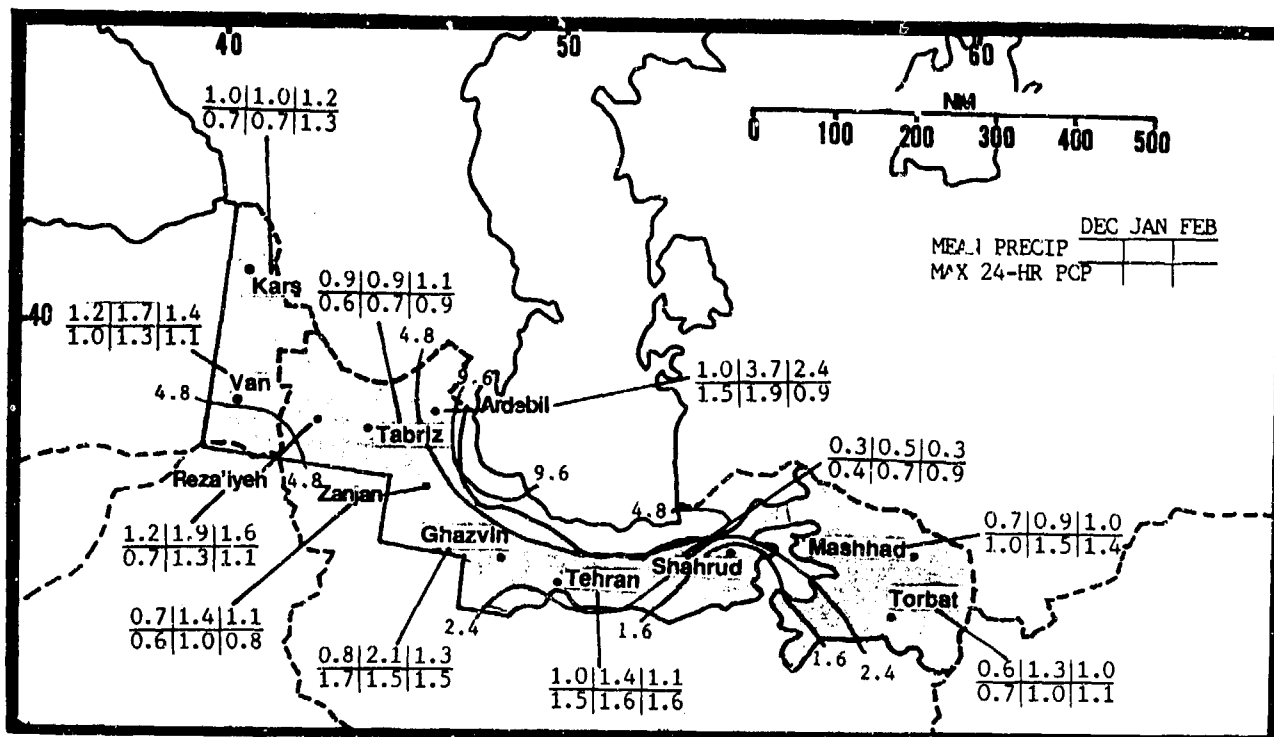 40
50
60
1.0|1.0|1.2
0.7|0.7|1.3
NM
0 100 200 300 400 500
DEC JAN FEB
MEAN PRECIP
MAX 24-HR PCP
Kars
0.9|0.9|1.1
0.6|0.7|0.9
40
1.2|1.7|1.4
1.0|1.3|1.1
4.8
9.6
1.0|3.7|2.4
1.5|1.9|0.9
Van
4.8
Ardebil
Tabriz
0.3|0.5|0.3
0.4|0.7|0.9
Reza'iyeh
4.8
Zanjan
9.6
4.8
1.2|1.9|1.6
0.7|1.3|1.1
Ghazvin
Tehran
Shahrud
Mashhad
0.7|0.9|1.0
1.0|1.5|1.4
Torbat
0.7|1.4|1.1
0.6|1.0|0.8
2.4
1.6
1.6
2.4
0.8|2.1|1.3
1.7|1.5|1.5
1.0|1.4|1.1
1.5|1.6|1.6
0.6|1.3|1.0
0.7|1.0|1.1